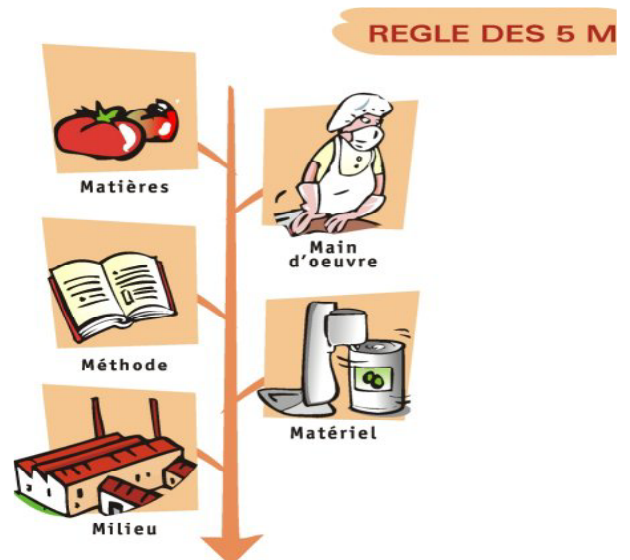 REGLE DES 5 M
Matières
Main
d'oeuvre
Méthode
Matériel
Milieu